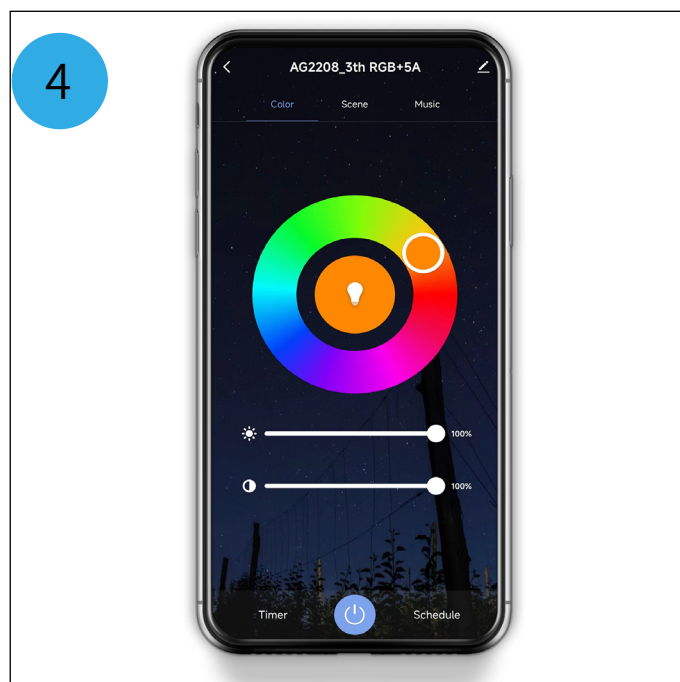 4
AG2208_3th RGB+5A
Color Scene Music
100%
100%
Timer Schedule